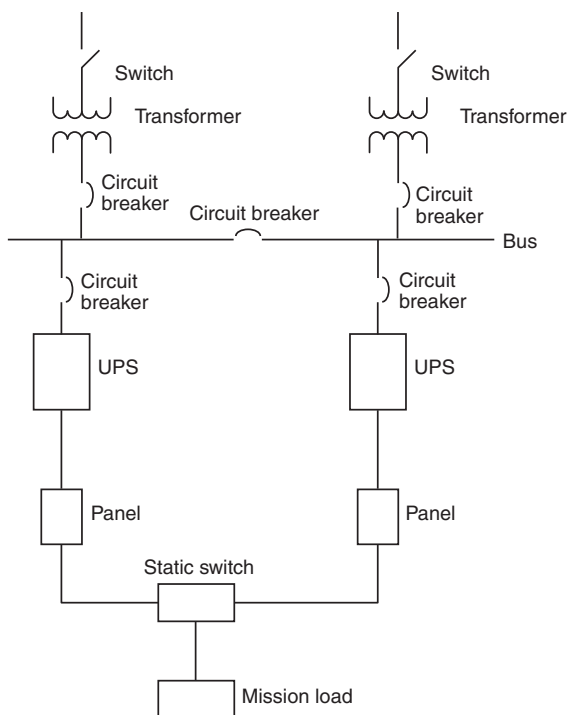 Switch
Switch
Transformer
Transformer
Circuit
breaker
Circuit breaker
Circuit
breaker
Bus
Circuit
breaker
Circuit
breaker
UPS
UPS
Panel
Panel
Static switch
Mission load